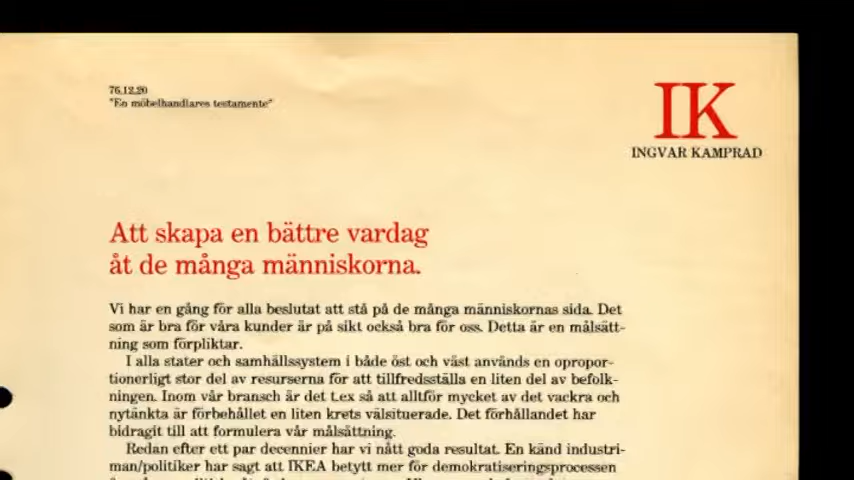 76.12.20
"En möbelhandlares testamente"
IK
INGVAR KAMPRAD
Att skapa en bättre vardag
åt de många människorna.
Vi har en gång för alla beslutat att stå på de många människornas sida. Det
som är bra för våra kunder är på sikt också bra för oss. Detta är en målsätt-
ning som förpliktar.
I alla stater och samhällssystem i både öst och väst används en opropor-
tionerligt stor del av resurserna för att tillfredsställa en liten del av befolk-
ningen. Inom vår bransch är det t.ex så att alltför mycket av det vackra och
nytänkta är förbehållet en liten krets välsituerade. Det förhållandet har
bidragit till att formulera vår målsättning.
Redan efter ett par decennier har vi nått goda resultat. En känd industri-
man/politiker har sagt att IKEA betytt mer för demokratiseringsprocessen